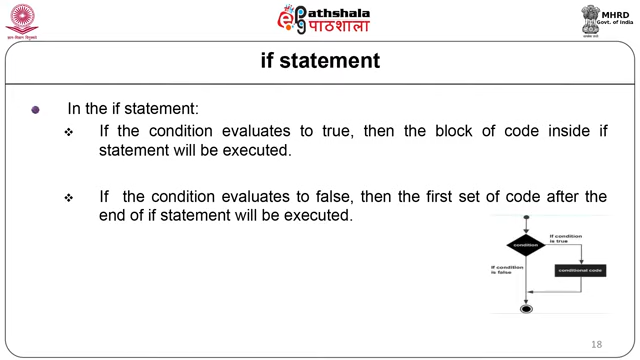 Pathshala
पाठशाला
MHRD
Govt. of India
if statement
In the if statement:
If the condition evaluates to true, then the block of code inside if
statement will be executed.
If the condition evaluates to false, then the first set of code after the
end of if statement will be executed.
If condition
is true
condition
If condition
is false
conditional code
18